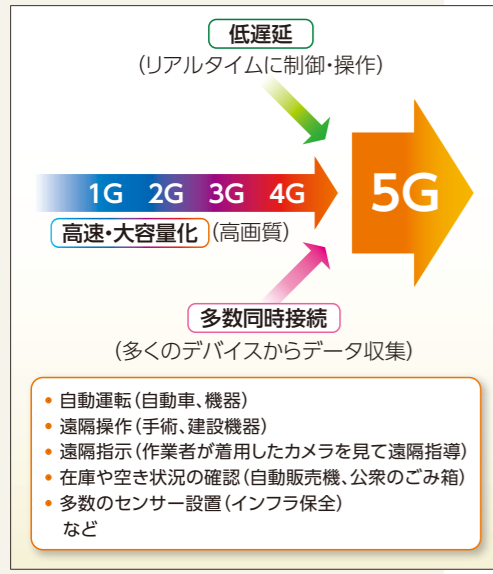 低遅延
(リアルタイムに制御・操作)
1G 2G 3G 4G
5G
高速・大容量化 (高画質)
多数同時接続
(多くのデバイスからデータ収集)
• 自動運転(自動車、機器)
• 遠隔操作(手術、建設機器)
• 遠隔指示(作業者が着用したカメラを見て遠隔指導)
• 在庫や空き状況の確認(自動販売機、公衆のごみ箱)
• 多数のセンサー設置(インフラ保全)
など